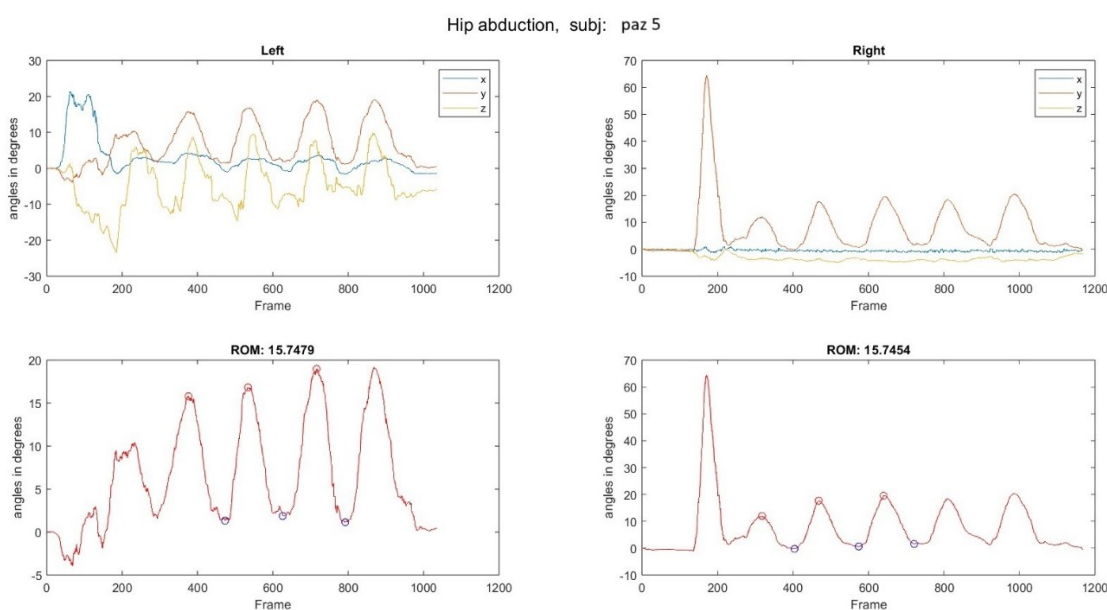 Hip abduction, subj: paz 5
Left
30
20
10
0
-10
-20
-30
angles in degrees
0 200 400 600 800 1000 1200
Frame
x
y
z
Right
70
60
50
40
30
20
10
0
-10
angles in degrees
0 200 400 600 800 1000 1200
Frame
x
y
z
ROM: 15.7479
20
15
10
5
0
-5
angles in degrees
0 200 400 600 800 1000 1200
Frame
ROM: 15.7454
70
60
50
40
30
20
10
0
-10
angles in degrees
0 200 400 600 800 1000 1200
Frame